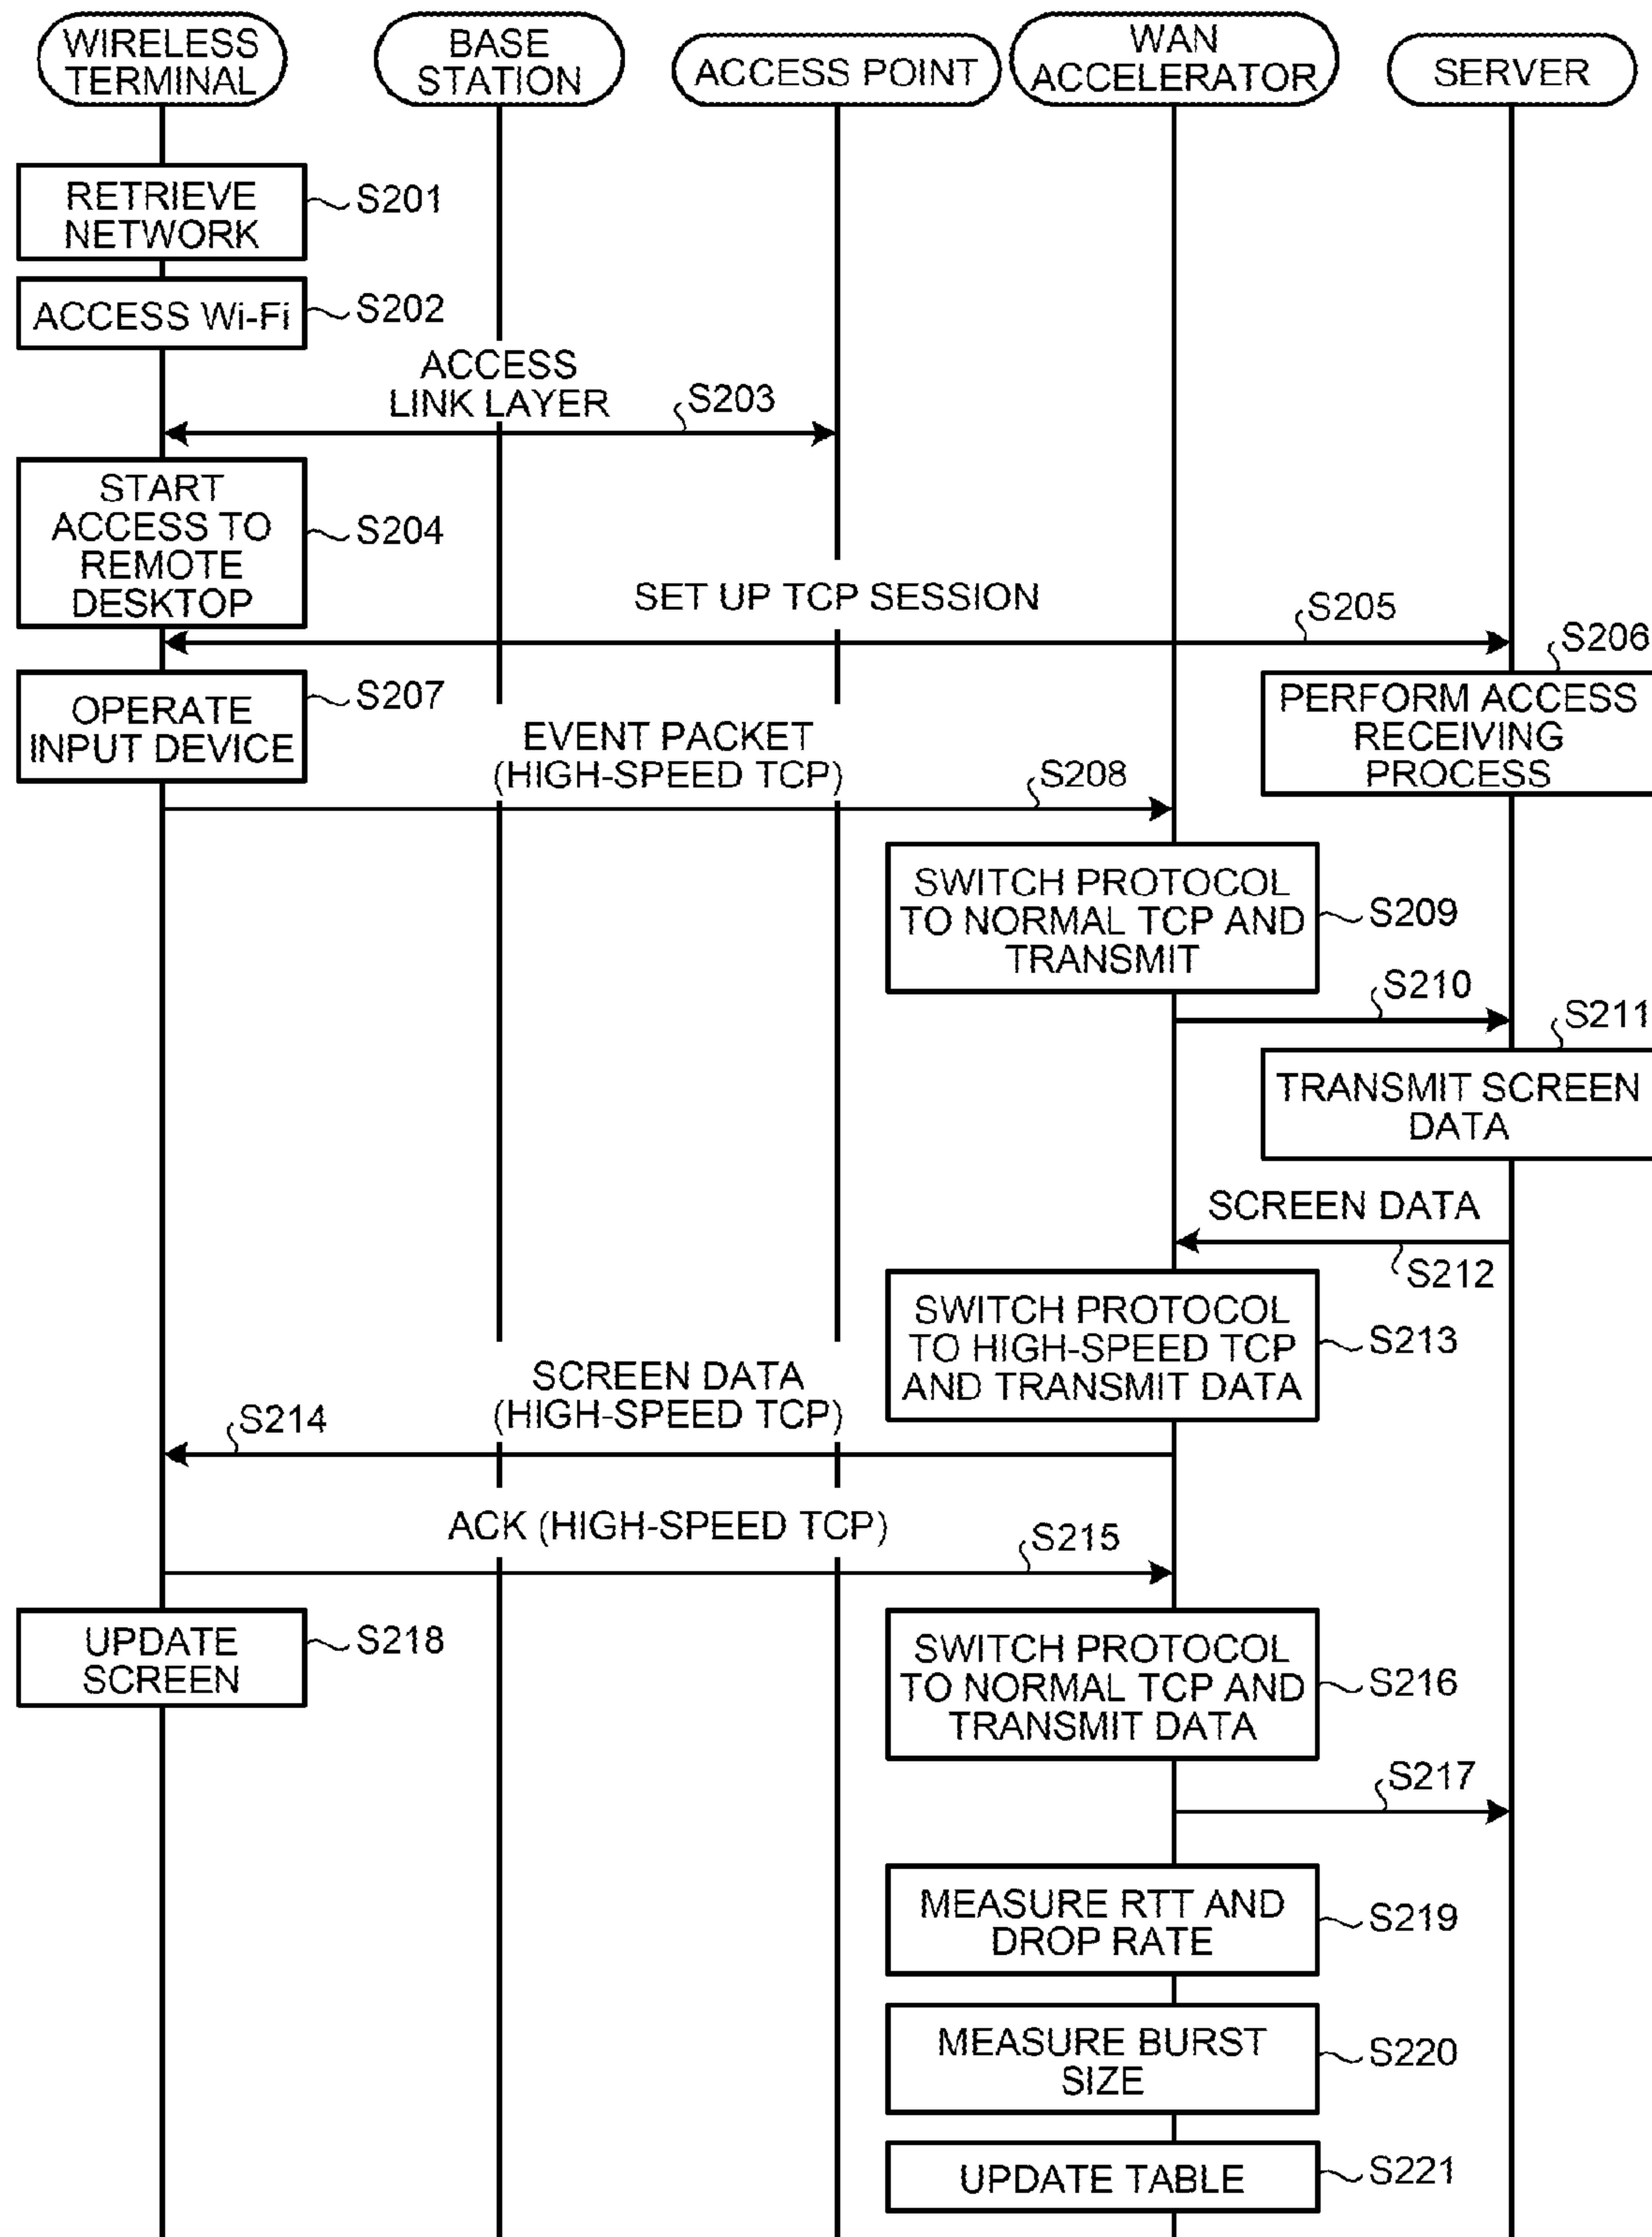 WIRELESS
TERMINAL
BASE
STATION
ACCESS POINT
WAN
ACCELERATOR
SERVER
RETRIEVE
NETWORK
S201
ACCESS Wi-Fi
S202
ACCESS
LINK LAYER
S203
START
ACCESS TO
REMOTE
DESKTOP
S204
SET UP TCP SESSION
S205
S206
PERFORM ACCESS
RECEIVING
PROCESS
OPERATE
INPUT DEVICE
S207
EVENT PACKET
(HIGH-SPEED TCP)
S208
SWITCH PROTOCOL
TO NORMAL TCP AND
TRANSMIT
S209
S210
S211
TRANSMIT SCREEN
DATA
SCREEN DATA
S212
SWITCH PROTOCOL
TO HIGH-SPEED TCP
AND TRANSMIT DATA
S213
SCREEN DATA
(HIGH-SPEED TCP)
S214
ACK (HIGH-SPEED TCP)
S215
UPDATE
SCREEN
S218
SWITCH PROTOCOL
TO NORMAL TCP AND
TRANSMIT DATA
S216
S217
MEASURE RTT AND
DROP RATE
S219
MEASURE BURST
SIZE
S220
UPDATE TABLE
S221